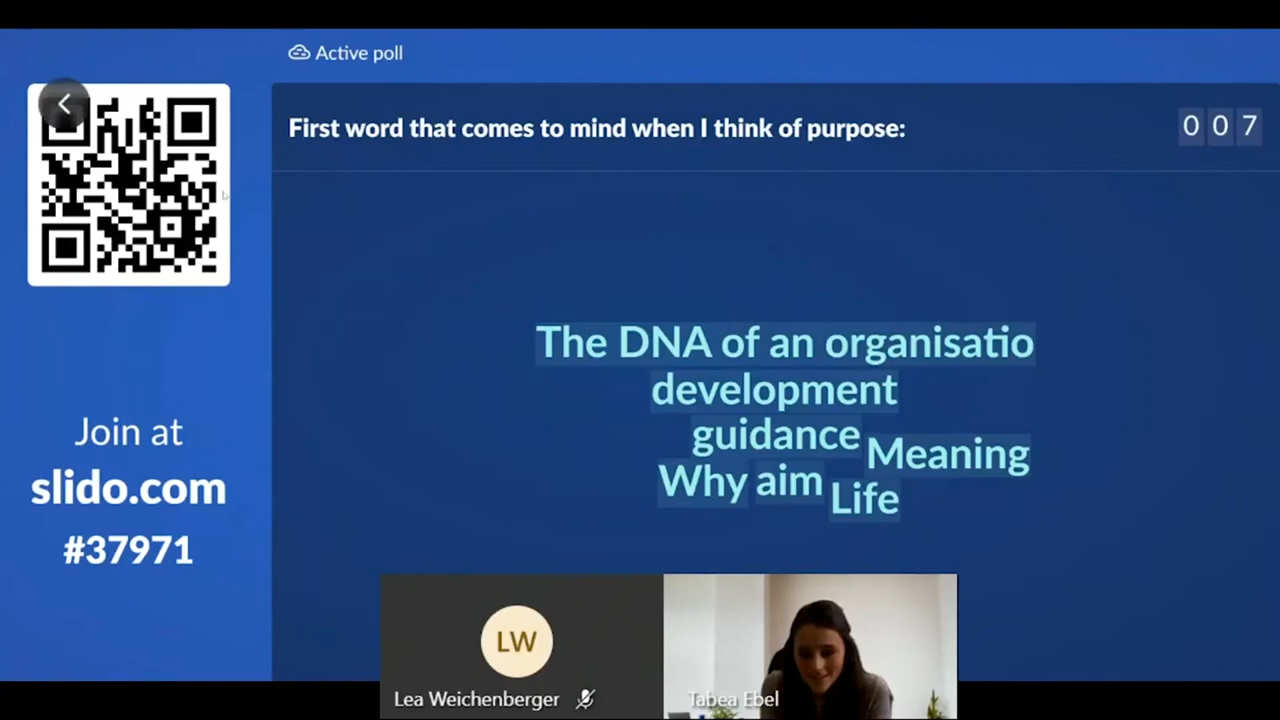 Active poll
First word that comes to mind when I think of purpose:
007
The DNA of an organisatio
development
guidance
Meaning
Why aim
Life
Join at
slido.com
#37971
LW
Lea Weichenberger
Tabea Ebel